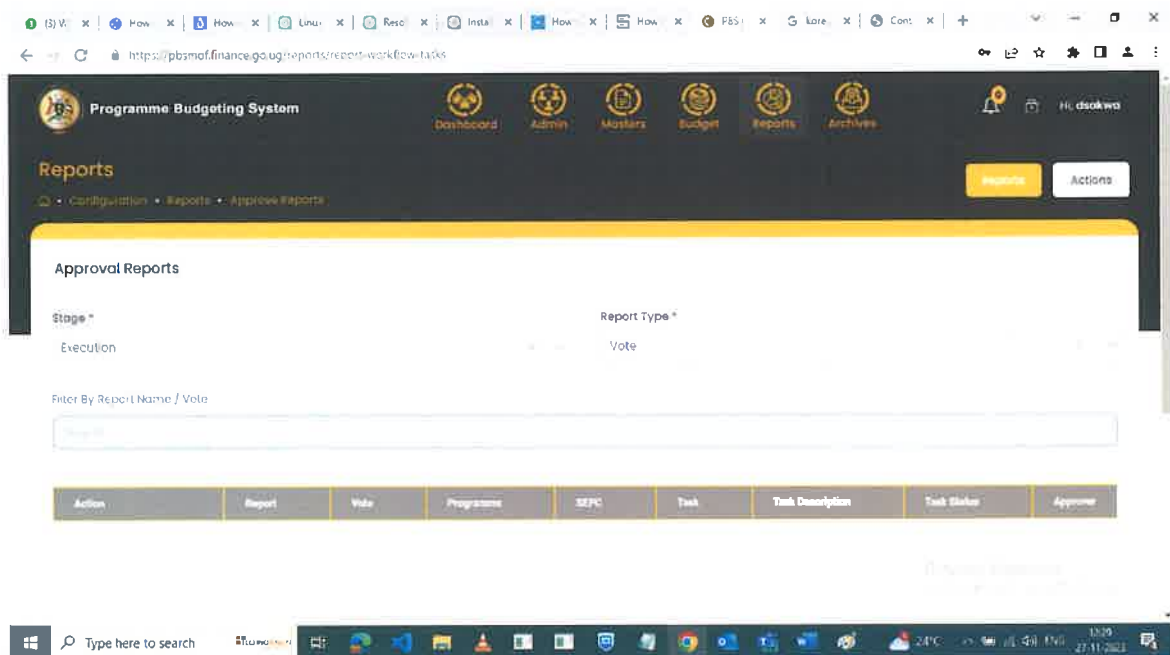 How
How
Linu
Reso
Insta
How
How
PBS
G kore
Cont
https://pbsmof.finance.go.ug/reports/report-workflow-tasks
Programme Budgeting System
Dashboard
Admin
Masters
Budget
Reports
Archives
Hi, dsokwa
Reports
Configuration • Reports • Approve Reports
Reports
Actions
Approval Reports
Stage *
Report Type *
Execution
Vote
Filter By Report Name / Vote
Action Report Vote Programme SEPC Task Task Description Task Status Approver
Type here to search
24°C
ENG
27-11-2023